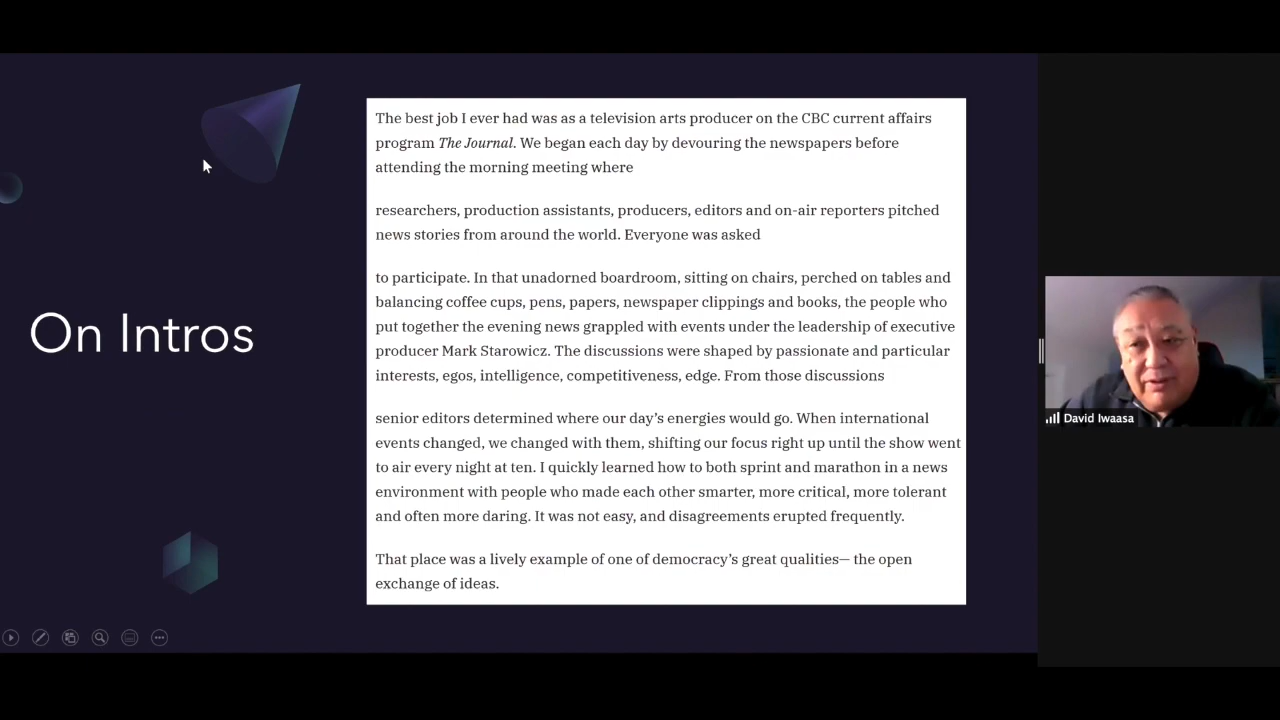 On Intros
The best job I ever had was as a television arts producer on the CBC current affairs
program The Journal. We began each day by devouring the newspapers before
attending the morning meeting where
researchers, production assistants, producers, editors and on-air reporters pitched
news stories from around the world. Everyone was asked
to participate. In that unadorned boardroom, sitting on chairs, perched on tables and
balancing coffee cups, pens, papers, newspaper clippings and books, the people who
put together the evening news grappled with events under the leadership of executive
producer Mark Starowicz. The discussions were shaped by passionate and particular
interests, egos, intelligence, competitiveness, edge. From those discussions
senior editors determined where our day’s energies would go. When international
events changed, we changed with them, shifting our focus right up until the show went
to air every night at ten. I quickly learned how to both sprint and marathon in a news
environment with people who made each other smarter, more critical, more tolerant
and often more daring. It was not easy, and disagreements erupted frequently.
That place was a lively example of one of democracy’s great qualities— the open
exchange of ideas.
David Iwaasa